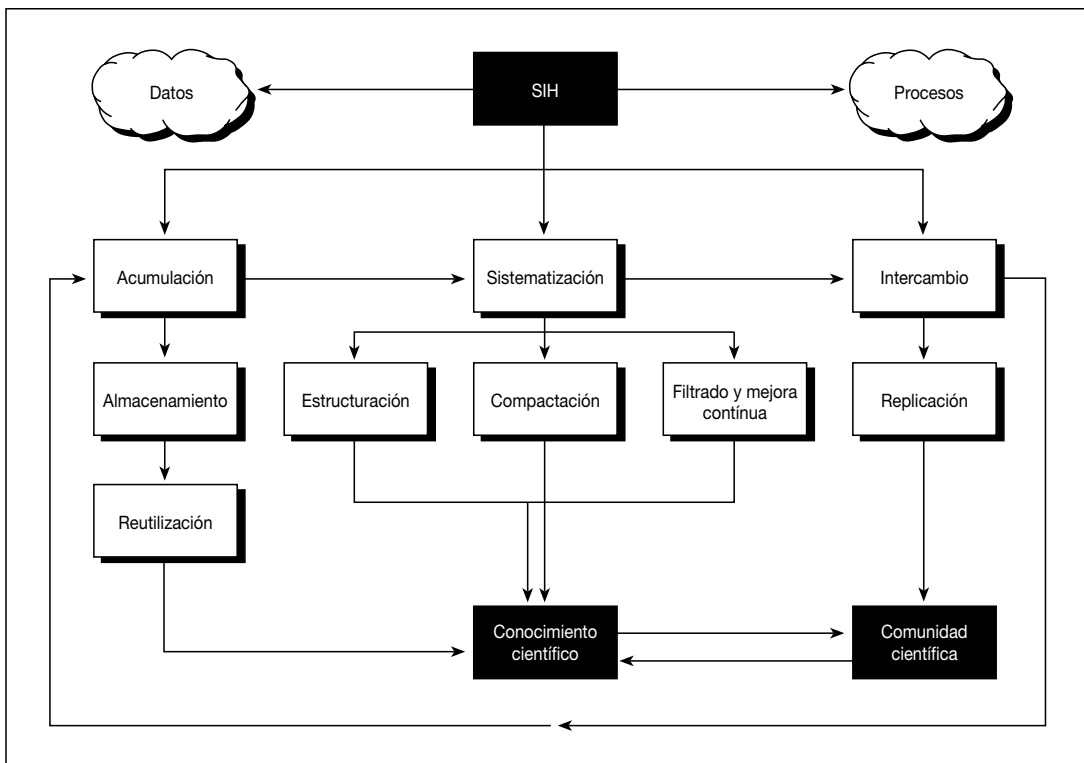 Datos
SIH
Procesos
Acumulación
Sistematización
Intercambio
Almacenamiento
Estructuración
Compactación
Filtrado y mejora
contínua
Replicación
Reutilización
Conocimiento
científico
Comunidad
científica